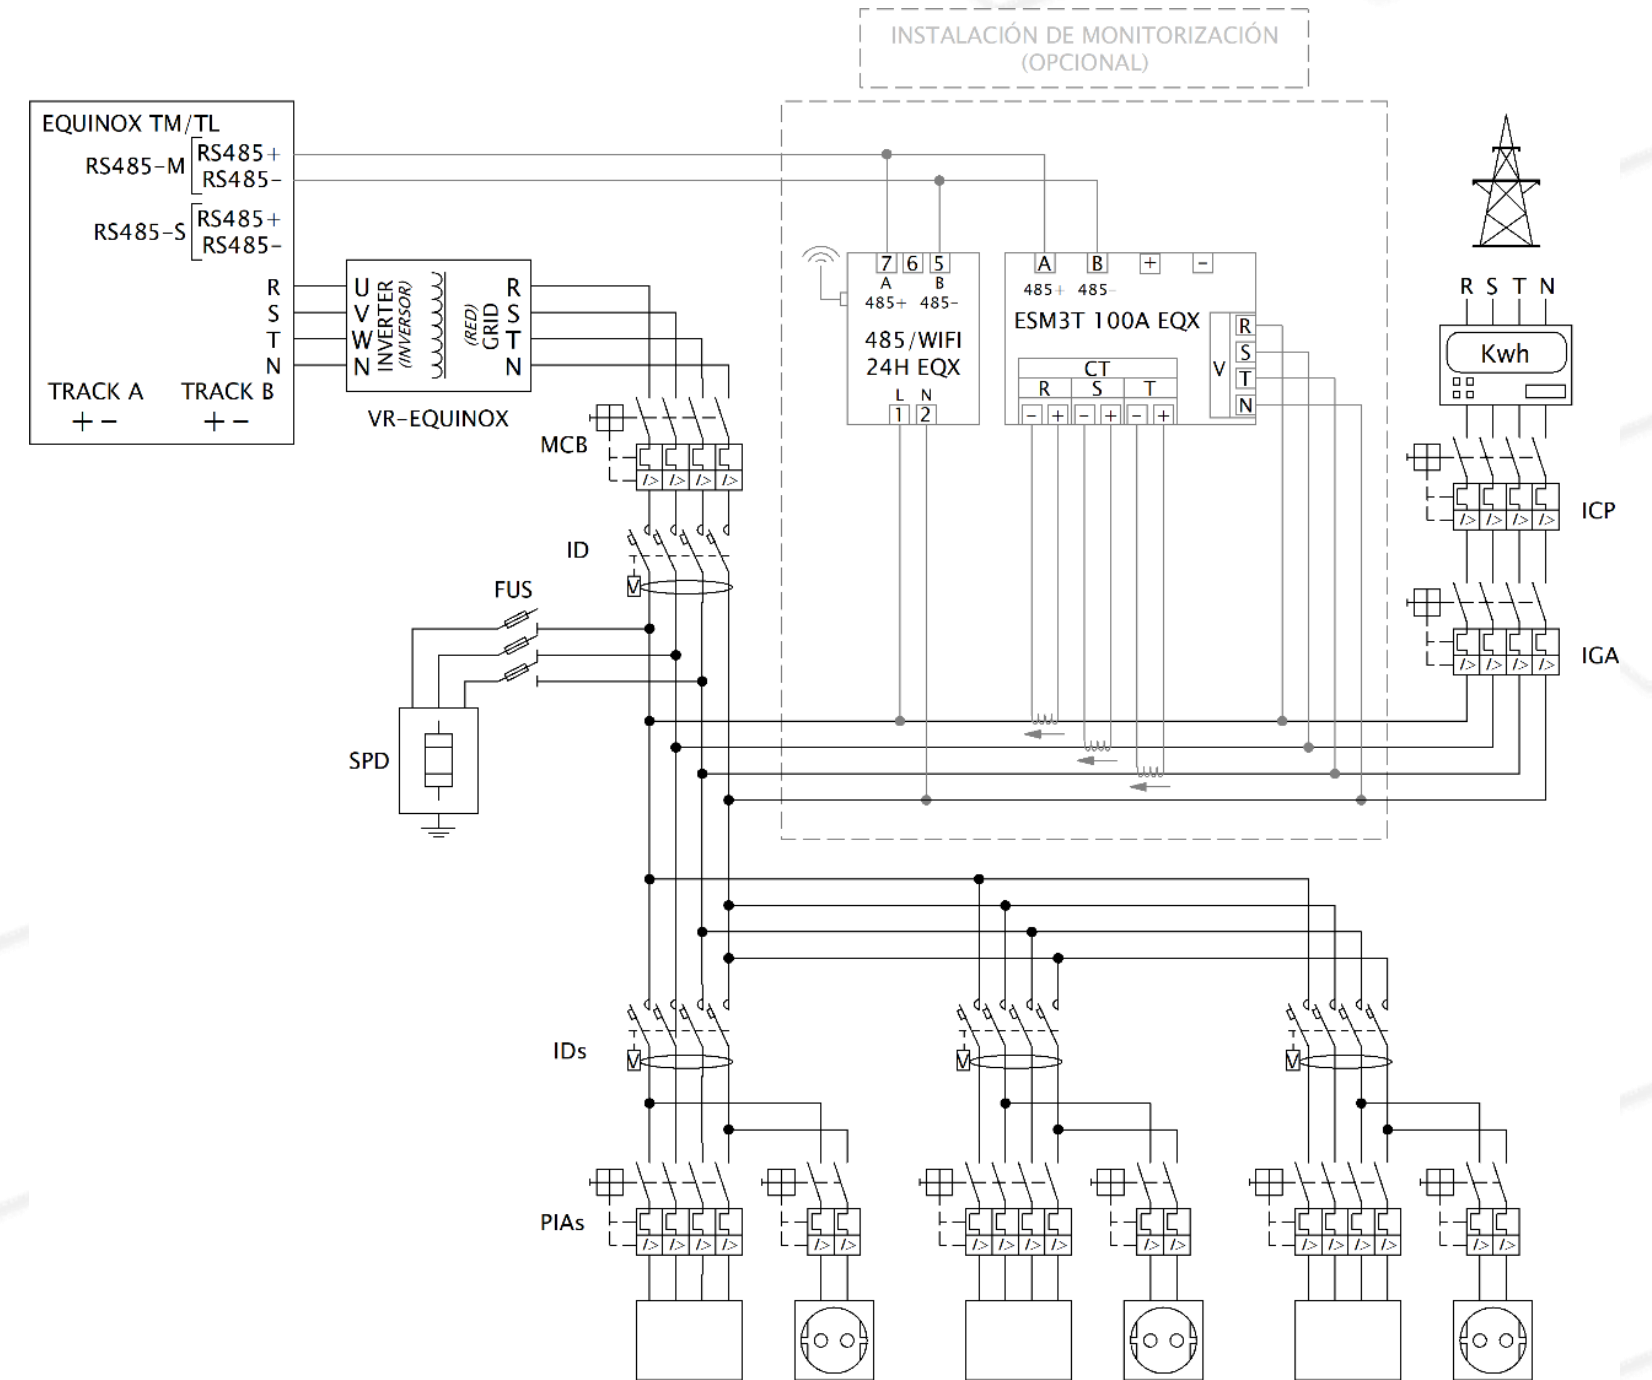 INSTALACIÓN DE MONITORIZACIÓN
(OPCIONAL)
EQUINOX TM/TL
RS485-M
RS485+
RS485-
RS485-S
RS485+
RS485-
R
S
T
N
TRACK A
+ -
TRACK B
+ -
U
V
W
N
INVERTER
(INVERSOR)
(RED)
GRID
R
S
T
N
VR-EQUINOX
MCB
ID
FUS
SPD
7 6 5
A B
485+ 485-
485/WIFI
24H EQX
L N
1 2
A B + -
485+ 485-
ESM3T 100A EQX
CT
R S T
- + - + - +
V
R
S
T
N
R S T N
Kwh
ICP
IGA
IDs
V
V
V
V
PIAs